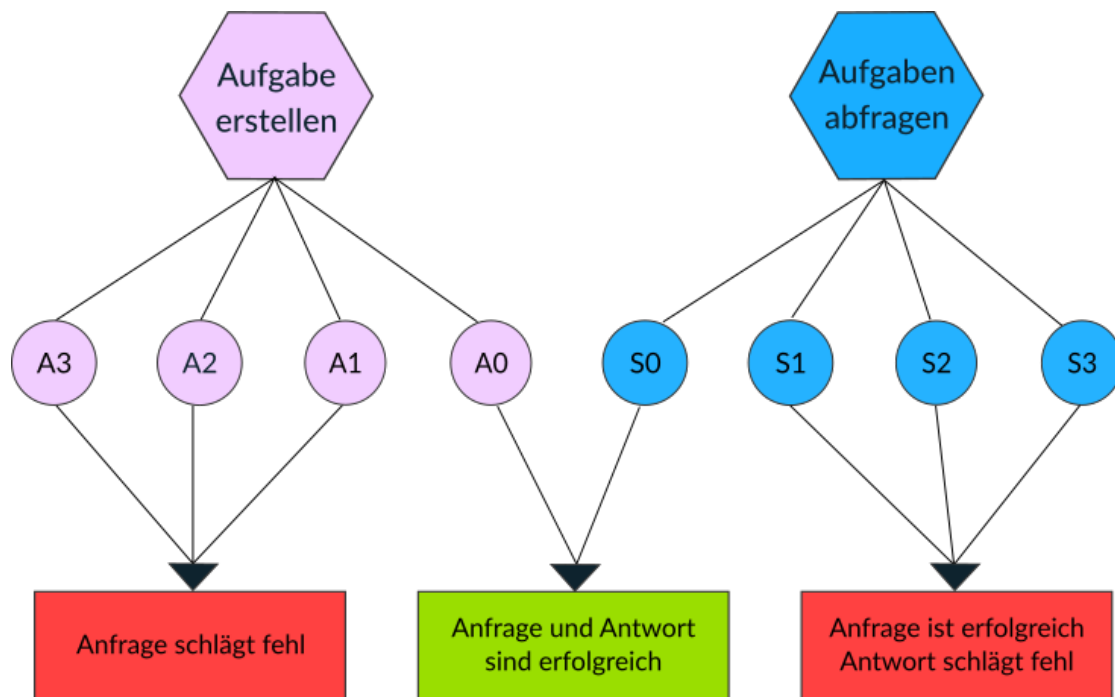 Aufgabe
erstellen
Aufgaben
abfragen
A3
A2
A1
A0
S0
S1
S2
S3
Anfrage schlägt fehl
Anfrage und Antwort
sind erfolgreich
Anfrage ist erfolgreich
Antwort schlägt fehl